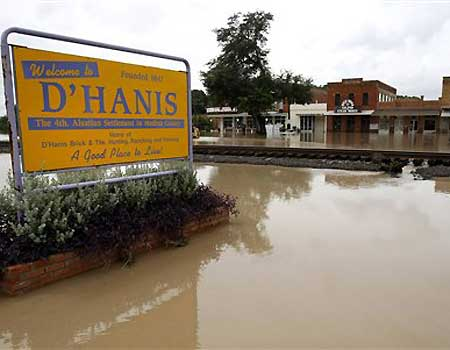 Welcome to
Founded 1847
D'HANIS
The 4th. Alsatian Settlement in Medina County
Home of
D'Hanis Brick & Tile, Hunting, Ranching and Farming
A Good Place to Live!